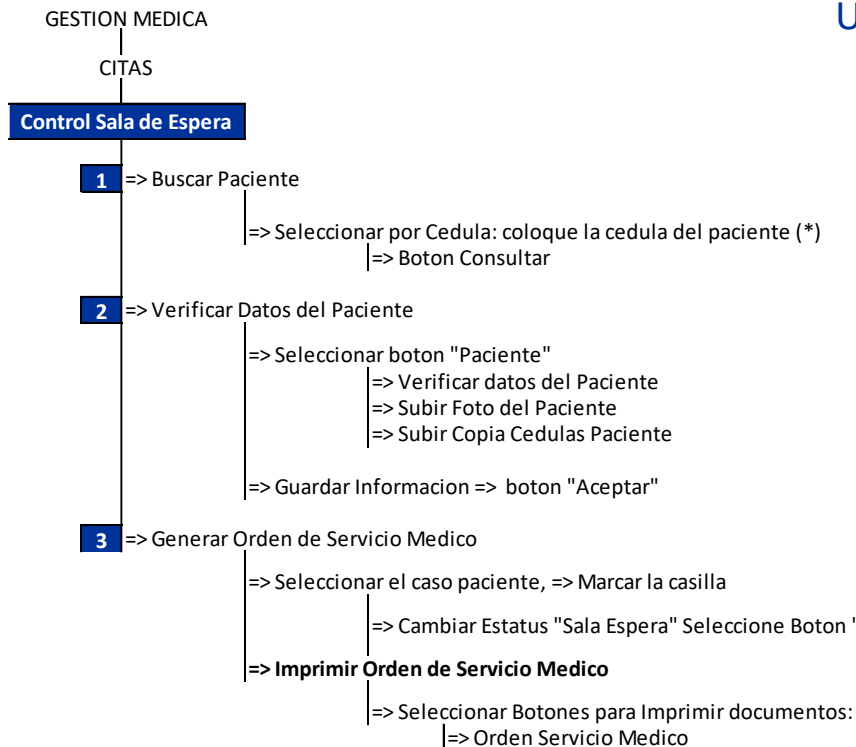 GESTION MEDICA
U
CITAS
Control Sala de Espera
1 => Buscar Paciente
=> Seleccionar por Cedula: coloque la cedula del paciente (*)
=> Boton Consultar
2 => Verificar Datos del Paciente
=> Seleccionar boton "Paciente"
=> Verificar datos del Paciente
=> Subir Foto del Paciente
=> Subir Copia Cedulas Paciente
=> Guardar Informacion => boton "Aceptar"
3 => Generar Orden de Servicio Medico
=> Seleccionar el caso paciente, => Marcar la casilla
=> Cambiar Estatus "Sala Espera" Seleccione Boton '
=> Imprimir Orden de Servicio Medico
=> Seleccionar Botones para Imprimir documentos:
=> Orden Servicio Medico